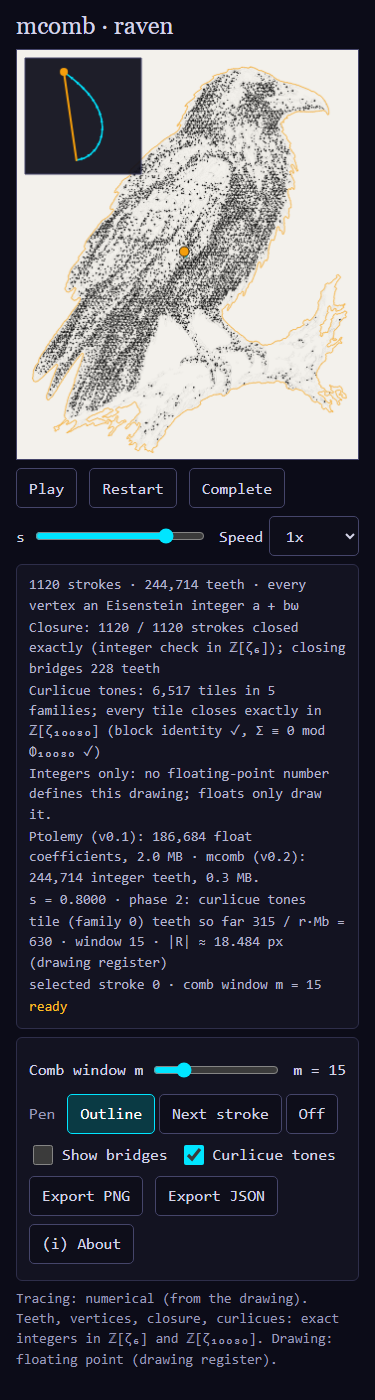 mcomb · raven
Play
Restart
Complete
s
Speed
1x
1120 strokes · 244,714 teeth · every
vertex an Eisenstein integer a + bω
Closure: 1120 / 1120 strokes closed
exactly (integer check in ℤ[ζ₆]); closing
bridges 228 teeth
Curlicue tones: 6,517 tiles in 5
families; every tile closes exactly in
ℤ[ζ₁₀₀₈₀] (block identity ✓, Σ ≡ 0 mod
Φ₁₀₀₈₀ ✓)
Integers only: no floating-point number
defines this drawing; floats only draw
it.
Ptolemy (v0.1): 186,684 float
coefficients, 2.0 MB · mcomb (v0.2):
244,714 integer teeth, 0.3 MB.
s = 0.8000 · phase 2: curlicue tones
tile (family 0) teeth so far 315 / r·Mb =
630 · window 15 · |R| ≈ 18.484 px
(drawing register)
selected stroke 0 · comb window m = 15
ready
Comb window m
m = 15
Pen
Outline
Next stroke
Off
Show bridges
Curlicue tones
Export PNG
Export JSON
(i) About
Tracing: numerical (from the drawing).
Teeth, vertices, closure, curlicues: exact
integers in ℤ[ζ₆] and ℤ[ζ₁₀₀₈₀]. Drawing:
floating point (drawing register).